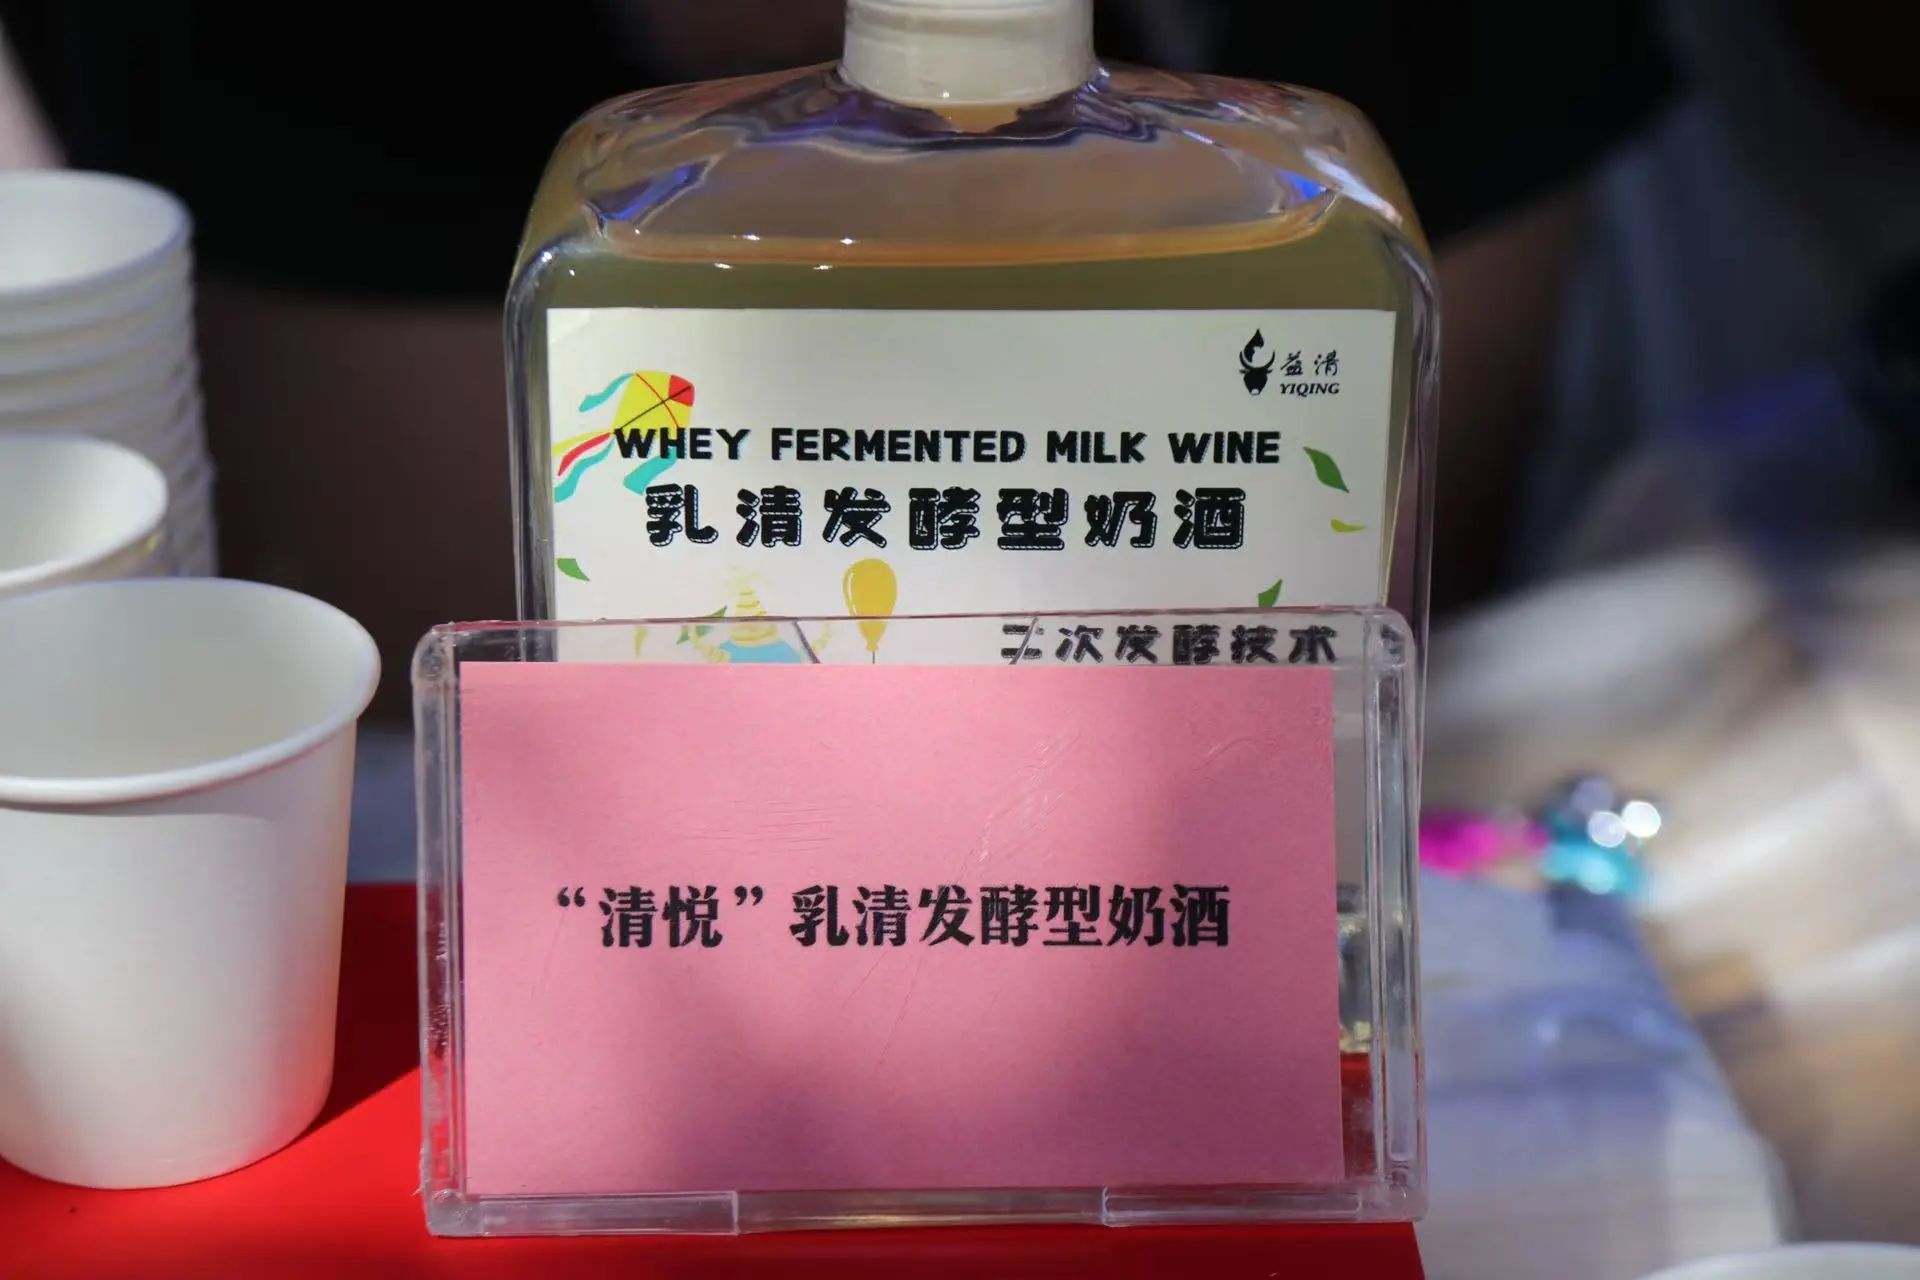 益清
YIQING
WHEY FERMENTED MILK WINE
乳清发酵型奶酒
二次发酵技术
“清悦”乳清发酵型奶酒